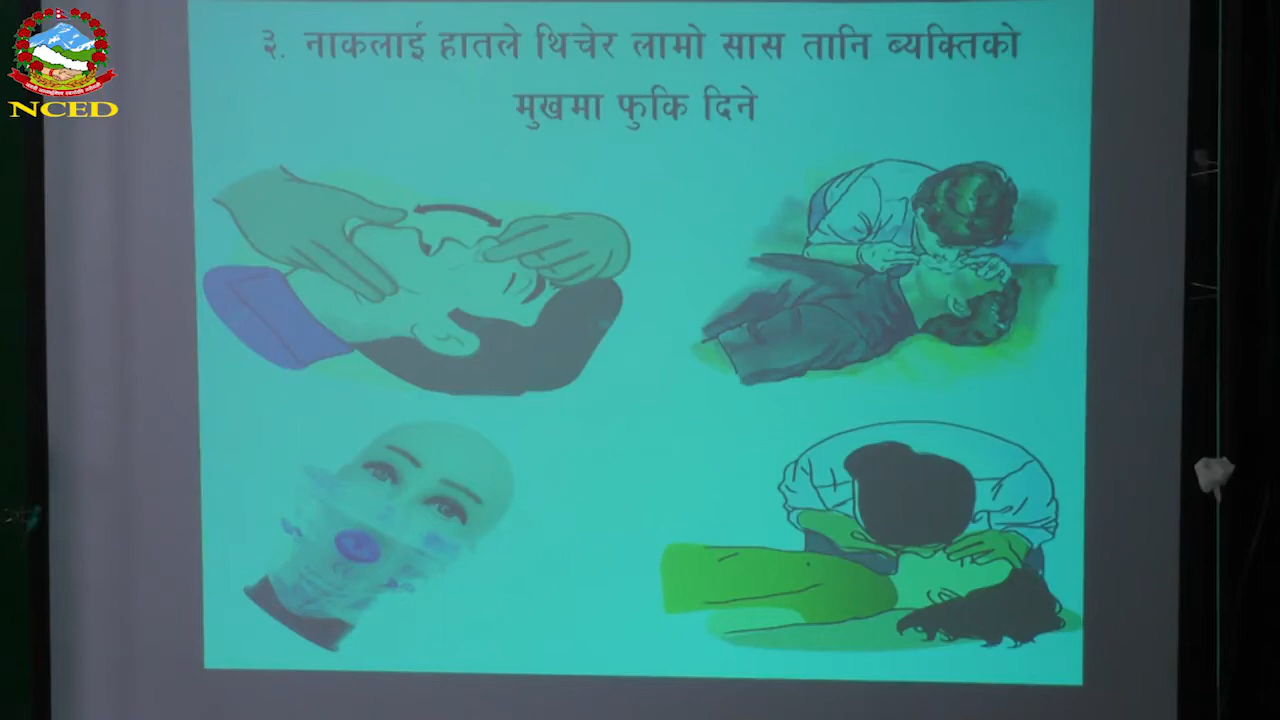 ३. नाकलाई हातले थिचेर लामो सास तानि ब्यक्तिको
मुखमा फुकि दिने
NCED